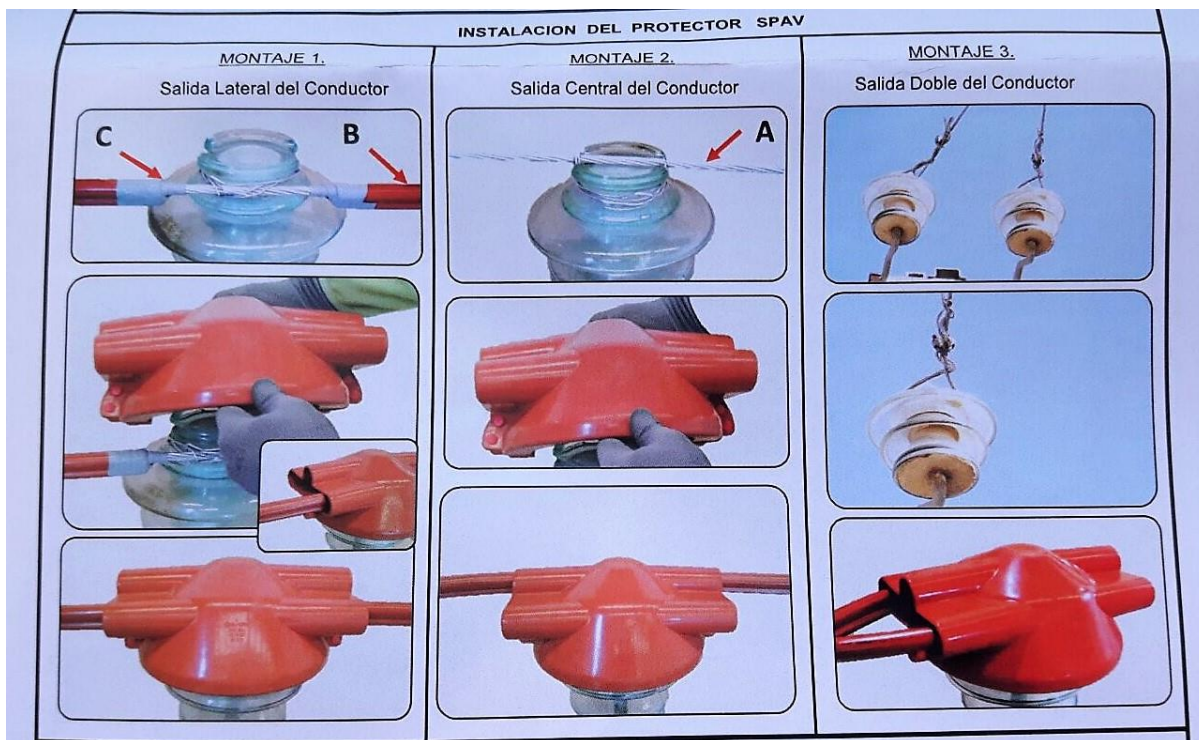 INSTALACION DEL PROTECTOR SPAV
MONTAJE 1.
Salida Lateral del Conductor
C
B
MONTAJE 2.
Salida Central del Conductor
A
MONTAJE 3.
Salida Doble del Conductor